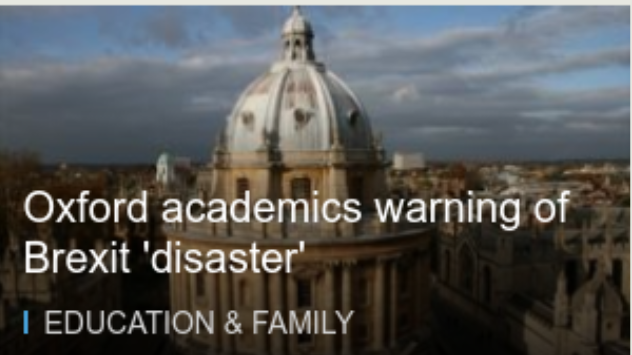 Oxford academics warning of
Brexit 'disaster'
EDUCATION & FAMILY